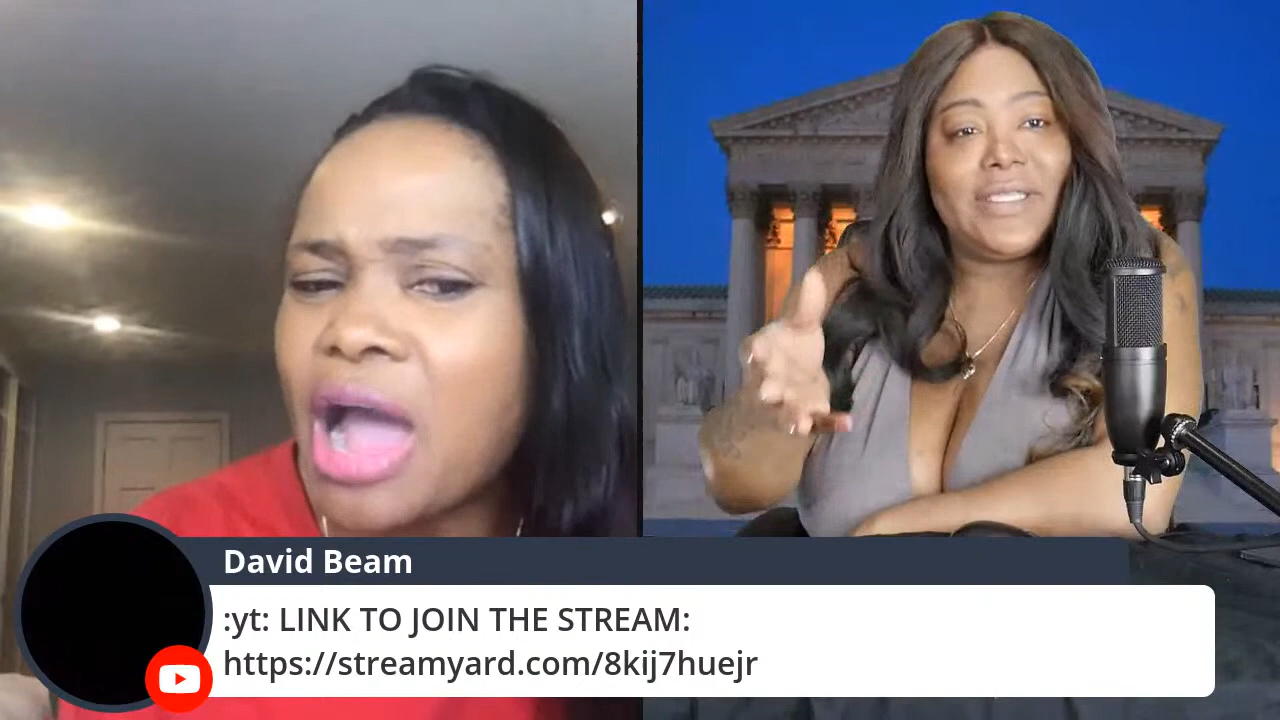 David Beam
:yt: LINK TO JOIN THE STREAM:
https://streamyard.com/8kij7huejr